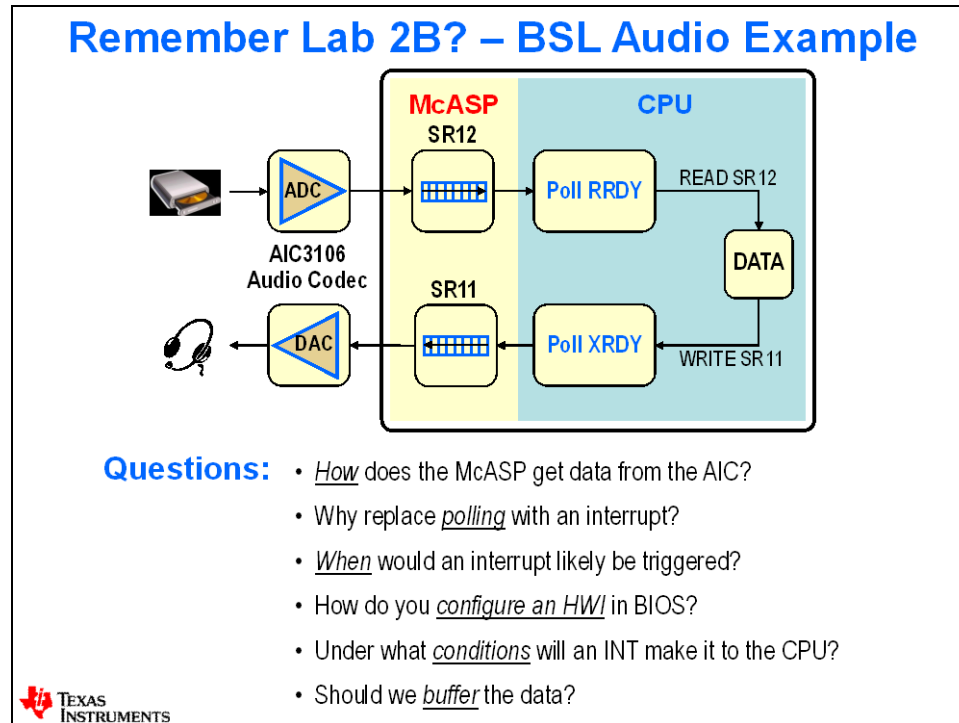 Remember Lab 2B? – BSL Audio Example
McASP
CPU
SR12
ADC
Poll RRDY
READ SR12
AIC3106
Audio Codec
DATA
SR11
DAC
Poll XRDY
WRITE SR11
Questions:
• How does the McASP get data from the AIC?
• Why replace polling with an interrupt?
• When would an interrupt likely be triggered?
• How do you configure an HWI in BIOS?
• Under what conditions will an INT make it to the CPU?
• Should we buffer the data?
TEXAS
INSTRUMENTS